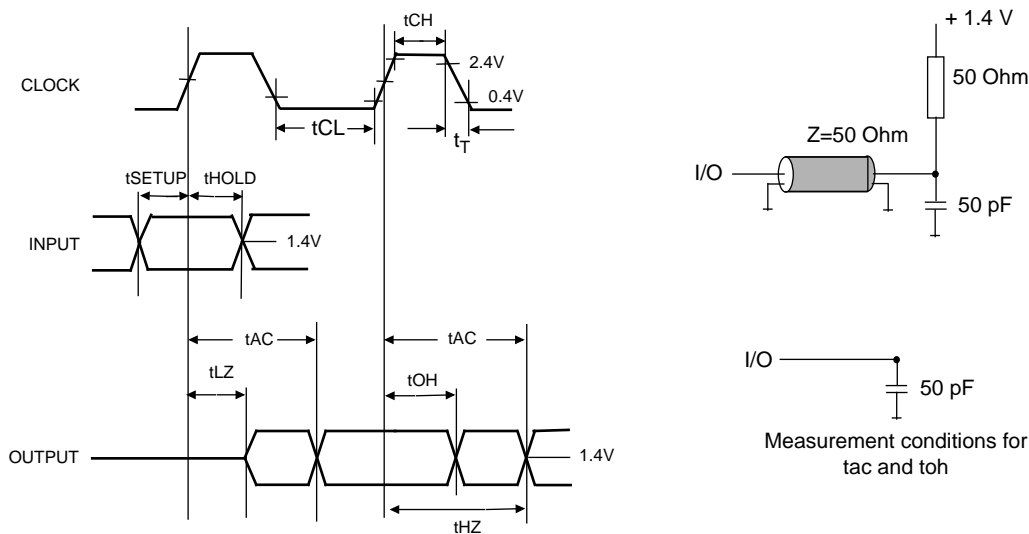 tCH
2.4V
CLOCK
0.4V
tCL
tT
tSETUP
tHOLD
INPUT
1.4V
tAC
tAC
tLZ
tOH
OUTPUT
1.4V
tHZ
+ 1.4 V
50 Ohm
Z=50 Ohm
I/O
50 pF
I/O
50 pF
Measurement conditions for
tac and toh